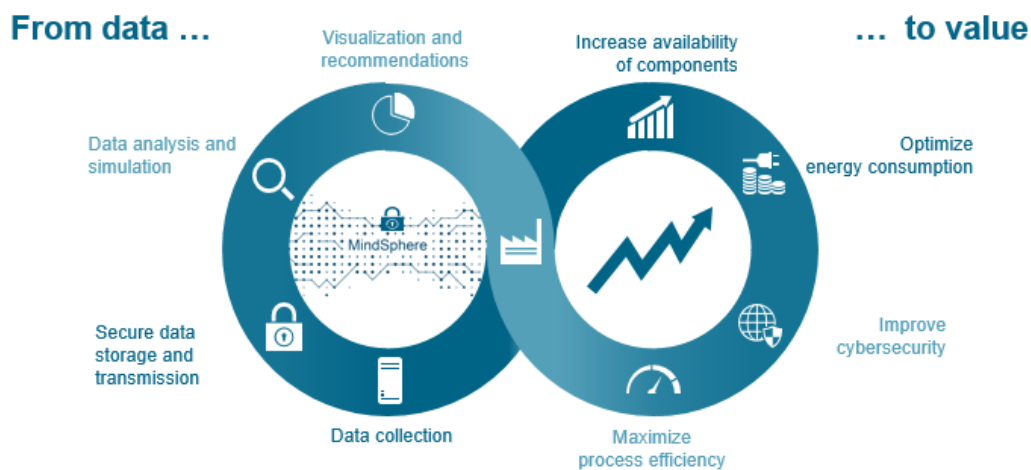 From data ...
... to value
Visualization and
recommendations
Data analysis and
simulation
MindSphere
Secure data
storage and
transmission
Data collection
Increase availability
of components
Optimize
energy consumption
Improve
cybersecurity
Maximize
process efficiency